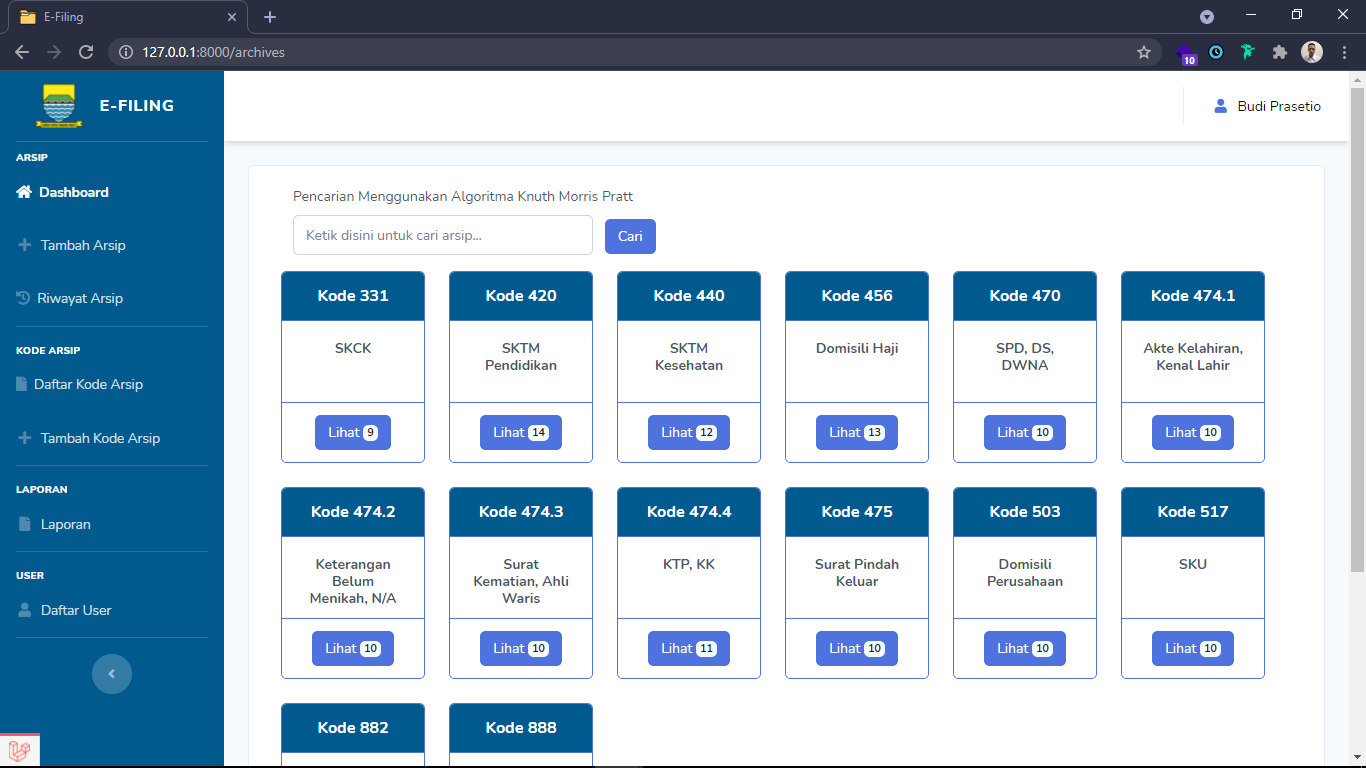 E-Filing
127.0.0.1:8000/archives
10
E-FILING
Budi Prasetio
ARSIP
Dashboard
Tambah Arsip
Riwayat Arsip
KODE ARSIP
Daftar Kode Arsip
Tambah Kode Arsip
LAPORAN
Laporan
USER
Daftar User
Pencarian Menggunakan Algoritma Knuth Morris Pratt
Ketik disini untuk cari arsip...
Cari
Kode 331
SKCK
Lihat 9
Kode 420
SKTM
Pendidikan
Lihat 14
Kode 440
SKTM
Kesehatan
Lihat 12
Kode 456
Domisili Haji
Lihat 13
Kode 470
SPD, DS,
DWNA
Lihat 10
Kode 474.1
Akte Kelahiran,
Kenal Lahir
Lihat 10
Kode 474.2
Keterangan
Belum
Menikah, N/A
Lihat 10
Kode 474.3
Surat
Kematian, Ahli
Waris
Lihat 10
Kode 474.4
KTP, KK
Lihat 11
Kode 475
Surat Pindah
Keluar
Lihat 10
Kode 503
Domisili
Perusahaan
Lihat 10
Kode 517
SKU
Lihat 10
Kode 882
Kode 888